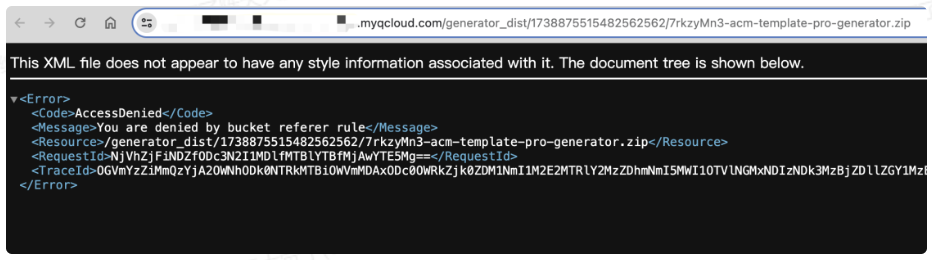 .myqcloud.com/generator_dist/1738875515482562562/7rkzyMn3-acm-template-pro-generator.zip
This XML file does not appear to have any style information associated with it. The document tree is shown below.
▼<Error>
<Code>AccessDenied</Code>
<Message>You are denied by bucket referer rule</Message>
<Resource>/generator_dist/1738875515482562562/7rkzyMn3-acm-template-pro-generator.zip</Resource>
<RequestId>NjVhZjFiNDZfODc3N2I1MDlfMTBlYTBfMjAwYTE5Mg==</RequestId>
<TraceId>OGVmYzZiMmQzYjA2OWNhODk0NTRkMTBiOWVmMDAxODc0OWRkZjk0ZDM1NmI1M2E2MTRlY2MzZDhmNmI5MWI1OTVlNGMxNDIzNDk3MzBjZDllZGY1MzE
</Error>